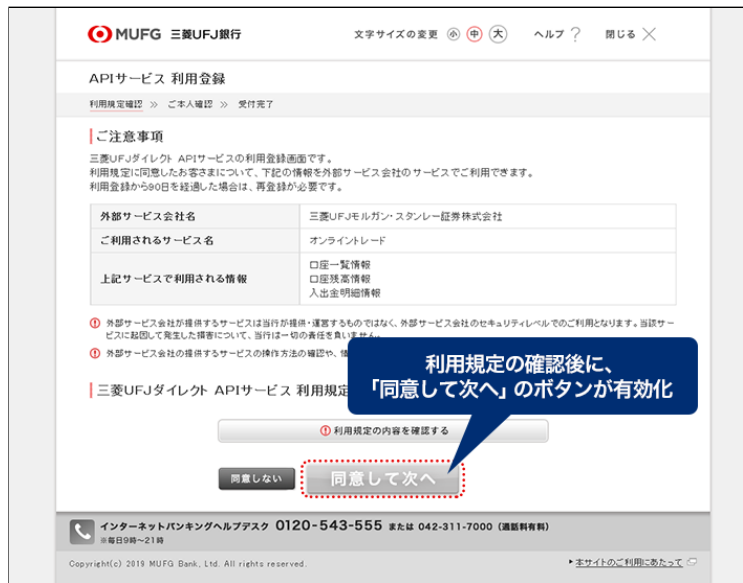 MUFG 三菱UFJ銀行
文字サイズの変更 小 中 大 ヘルプ ? 閉じる
APIサービス 利用登録
利用規定確認 » ご本人確認 » 受付完了
ご注意事項
三菱UFJダイレクト APIサービスの利用登録画面です。
利用規定に同意したお客さまについて、下記の情報を外部サービス会社のサービスでご利用できます。
利用登録から90日を経過した場合は、再登録が必要です。
外部サービス会社名 三菱UFJモルガン・スタンレー証券株式会社
ご利用されるサービス名 オンライントレード
上記サービスで利用される情報
口座一覧情報
口座残高情報
入出金明細情報
外部サービス会社が提供するサービスは当行が提供・運営するものではなく、外部サービス会社のセキュリティレベルでのご利用となります。当該サー
ビスに起因して発生した損害について、当行は一切の責任を負いません。
外部サービス会社の提供するサービスの操作方法の確認や、
利用規定の確認後に、
「同意して次へ」のボタンが有効化
三菱UFJダイレクト APIサービス 利用規定
利用規定の内容を確認する
同意しない 同意して次へ
インターネットバンキングヘルプデスク 0120-543-555 または 042-311-7000 (通話料有料)
※毎日9時~21時
Copyright(c) 2019 MUFG Bank, Ltd. All rights reserved.
本サイトのご利用にあたって